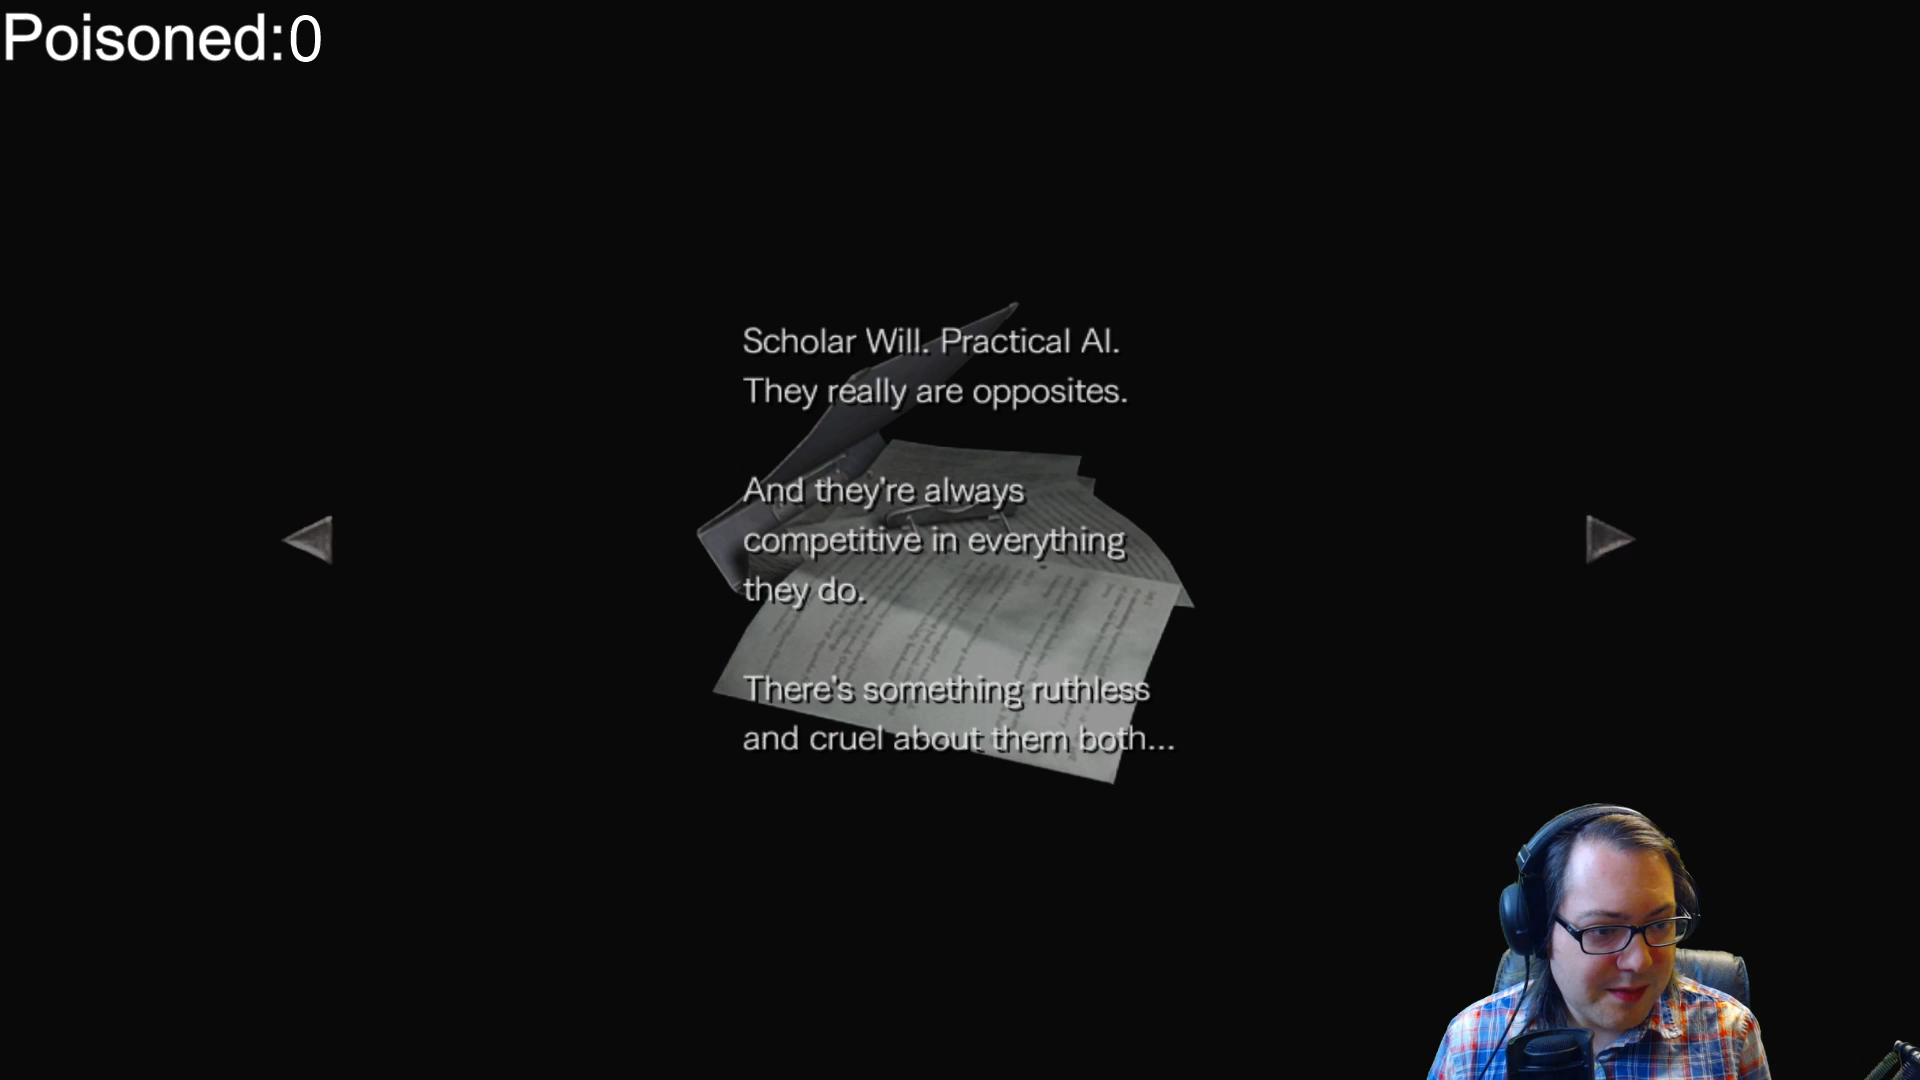 Poisoned:0
Scholar Will. Practical Al.
They really are opposites.
And they're always
competitive in everything
they do.
There's something ruthless
and cruel about them both...